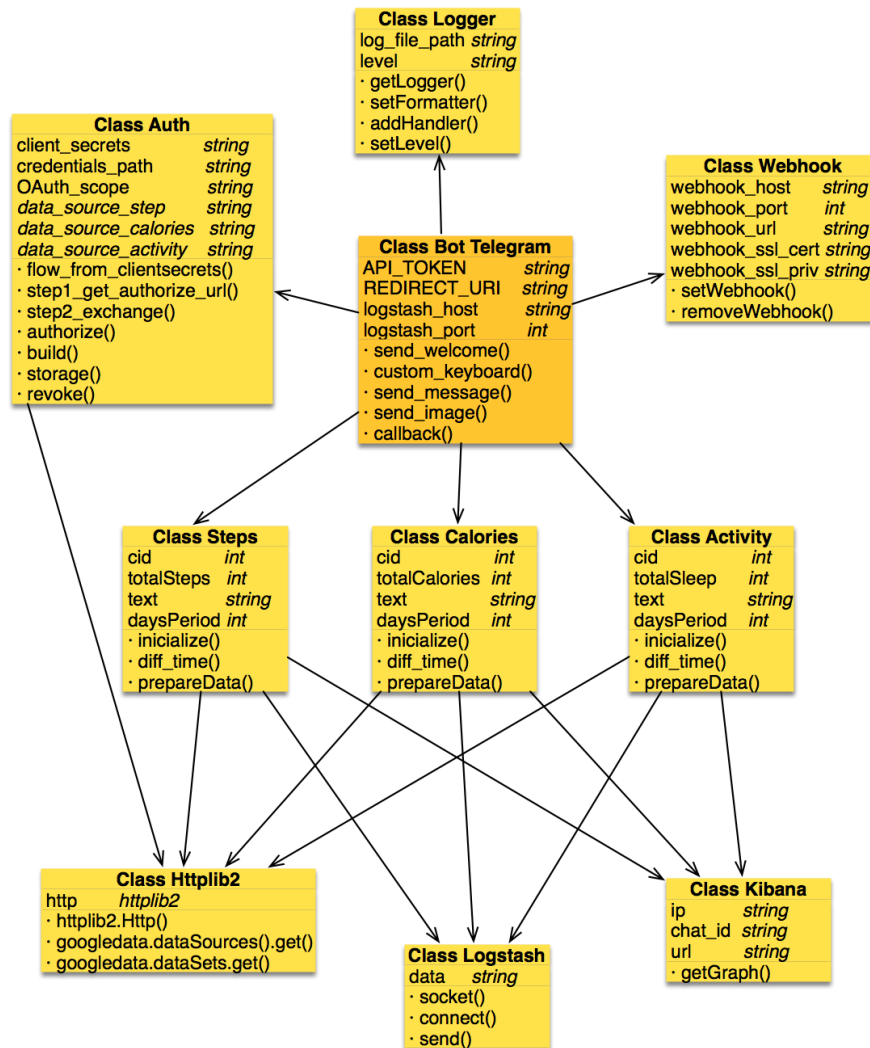 Class Logger
log_file_path string
level string
· getLogger()
· setFormatter()
· addHandler()
· setLevel()
Class Auth
client_secrets string
credentials_path string
OAuth_scope string
data_source_step string
data_source_calories string
data_source_activity string
· flow_from_clientsecrets()
· step1_get_authorize_url()
· step2_exchange()
· authorize()
· build()
· storage()
· revoke()
Class Webhook
webhook_host string
webhook_port int
webhook_url string
webhook_ssl_cert string
webhook_ssl_priv string
· setWebhook()
· removeWebhook()
Class Bot Telegram
API_TOKEN string
REDIRECT_URI string
logstash_host string
logstash_port int
· send_welcome()
· custom_keyboard()
· send_message()
· send_image()
· callback()
Class Steps
cid int
totalSteps int
text string
daysPeriod int
· inicialize()
· diff_time()
· prepareData()
Class Calories
cid int
totalCalories int
text string
daysPeriod int
· inicialize()
· diff_time()
· prepareData()
Class Activity
cid int
totalSleep int
text string
daysPeriod int
· inicialize()
· diff_time()
· prepareData()
Class Httplib2
http httplib2
· httplib2.Http()
· googledata.dataSources().get()
· googledata.dataSets.get()
Class Logstash
data string
· socket()
· connect()
· send()
Class Kibana
ip string
chat_id string
url string
· getGraph()